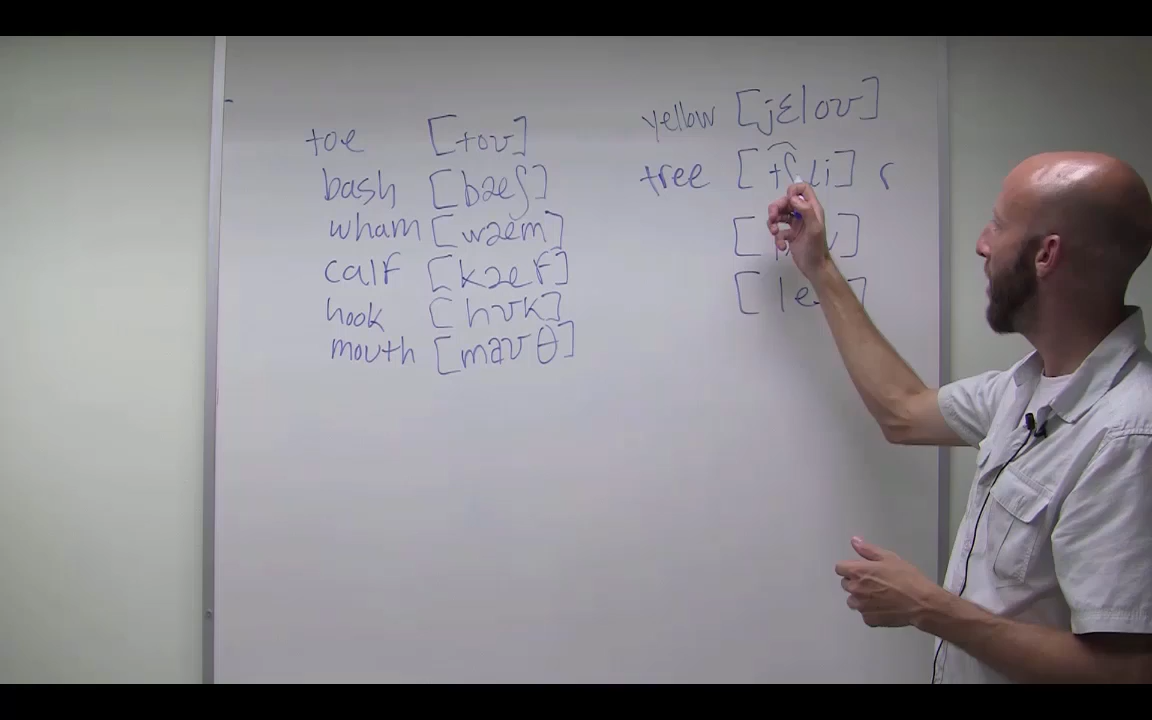 toe [toʊ]
bash [bæʃ]
wham [wæm]
calf [kæf]
hook [hʊk]
mouth [maʊθ]
yellow [jɛloʊ]
tree [t͡ʃɹi] r